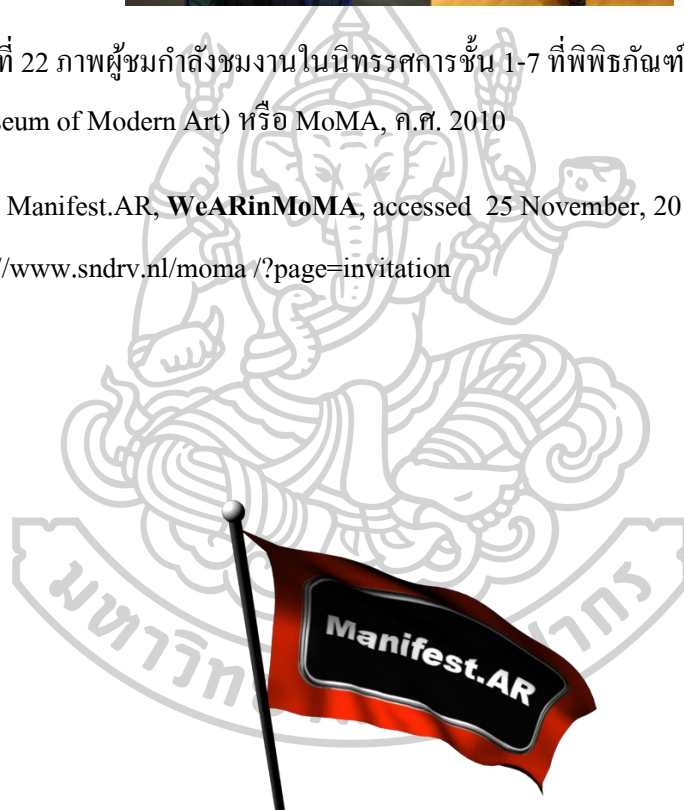 ที่ 22 ภาพผู้ชมกำลังชมงานในนิทรรศการชั้น 1-7 ที่พิพิธภัณฑ์
eum of Modern Art) หรือ MoMA, ค.ศ. 2010
Manifest.AR, WeARinMoMA, accessed 25 November, 20
//www.sndrv.nl/moma /?page=invitation
Manifest.AR